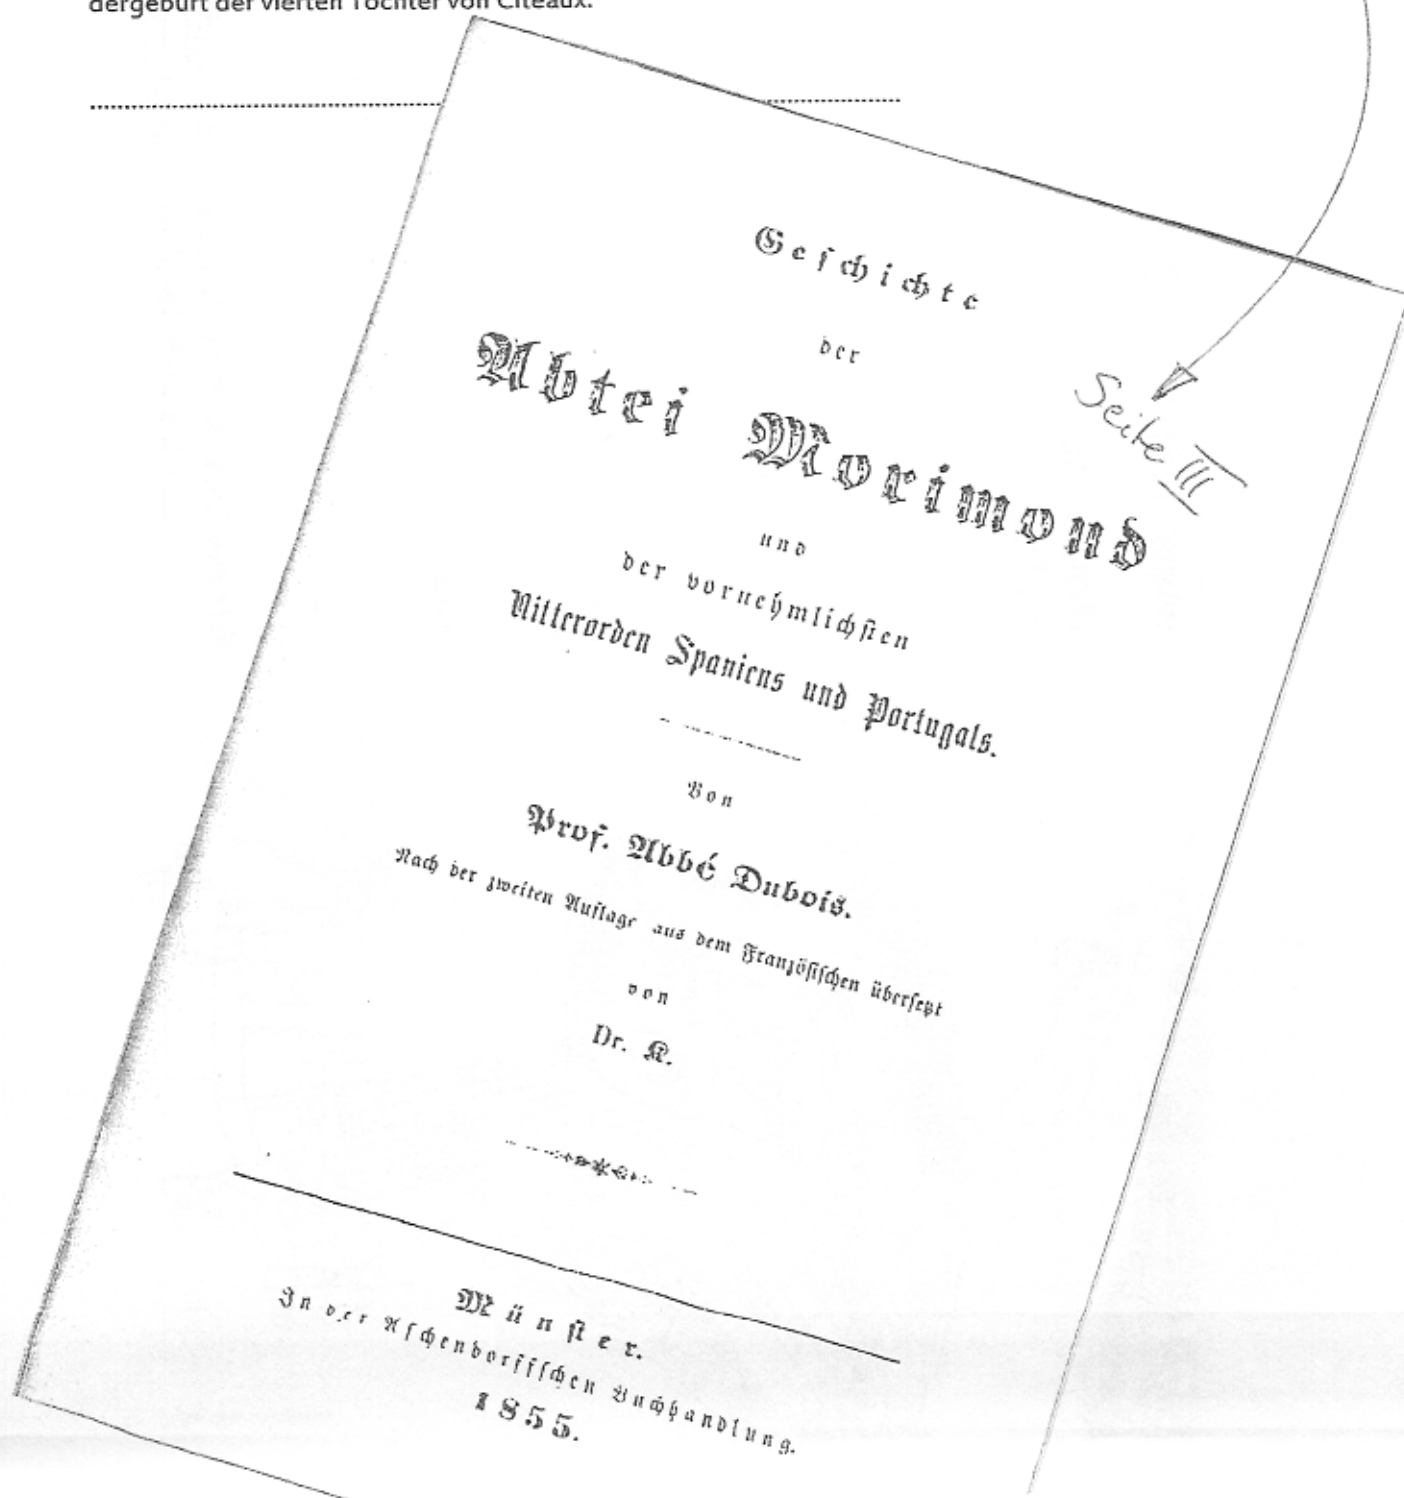 dergeburt der vierten Tochter von Cîteaux.
Geschichte
der
Abtei Morimond
Seite III
und
der vornehmlichsten
Ritterorden Spaniens und Portugals.
Von
Prof. Abbé Dubois.
Nach der zweiten Auflage aus dem Französischen übersetzt
von
Dr. K.
Münster.
In der Aschendorffschen Buchhandlung.
1855.